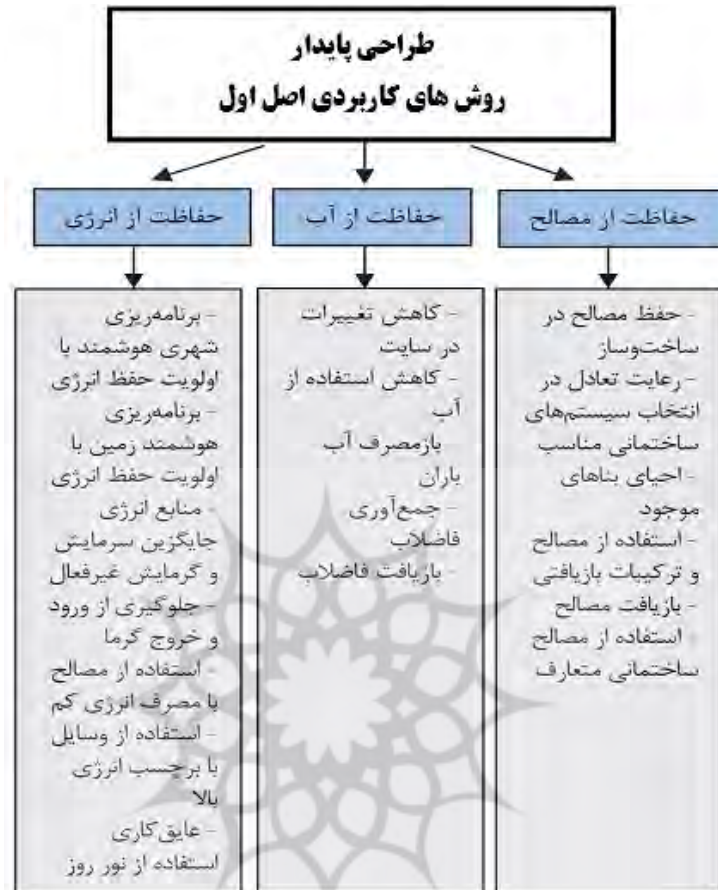 طراحی پایدار
روش های کاربردی اصل اول
حفاظت از مصالح
حفاظت از آب
حفاظت از انرژی
- حفظ مصالح در
ساخت‌وساز
- رعایت تعادل در
انتخاب سیستم‌های
ساختمانی مناسب
- احیای بناهای
موجود
- استفاده از مصالح
و ترکیبات بازیافتی
- بازیافت مصالح
- استفاده از مصالح
ساختمانی متعارف
- کاهش تغییرات
در سایت
- کاهش استفاده از
آب
- بازمصرف آب
باران
- جمع‌آوری
فاضلاب
- بازیافت فاضلاب
- برنامه‌ریزی
شهری هوشمند با
اولویت حفظ انرژی
- برنامه‌ریزی
هوشمند زمین با
اولویت حفظ انرژی
- منابع انرژی
جایگزین سرمایش
و گرمایش غیرفعال
- جلوگیری از ورود
و خروج گرما
- استفاده از مصالح
با مصرف انرژی کم
- استفاده از وسایل
با برچسب انرژی
بالا
- عایق‌کاری
استفاده از نور روز